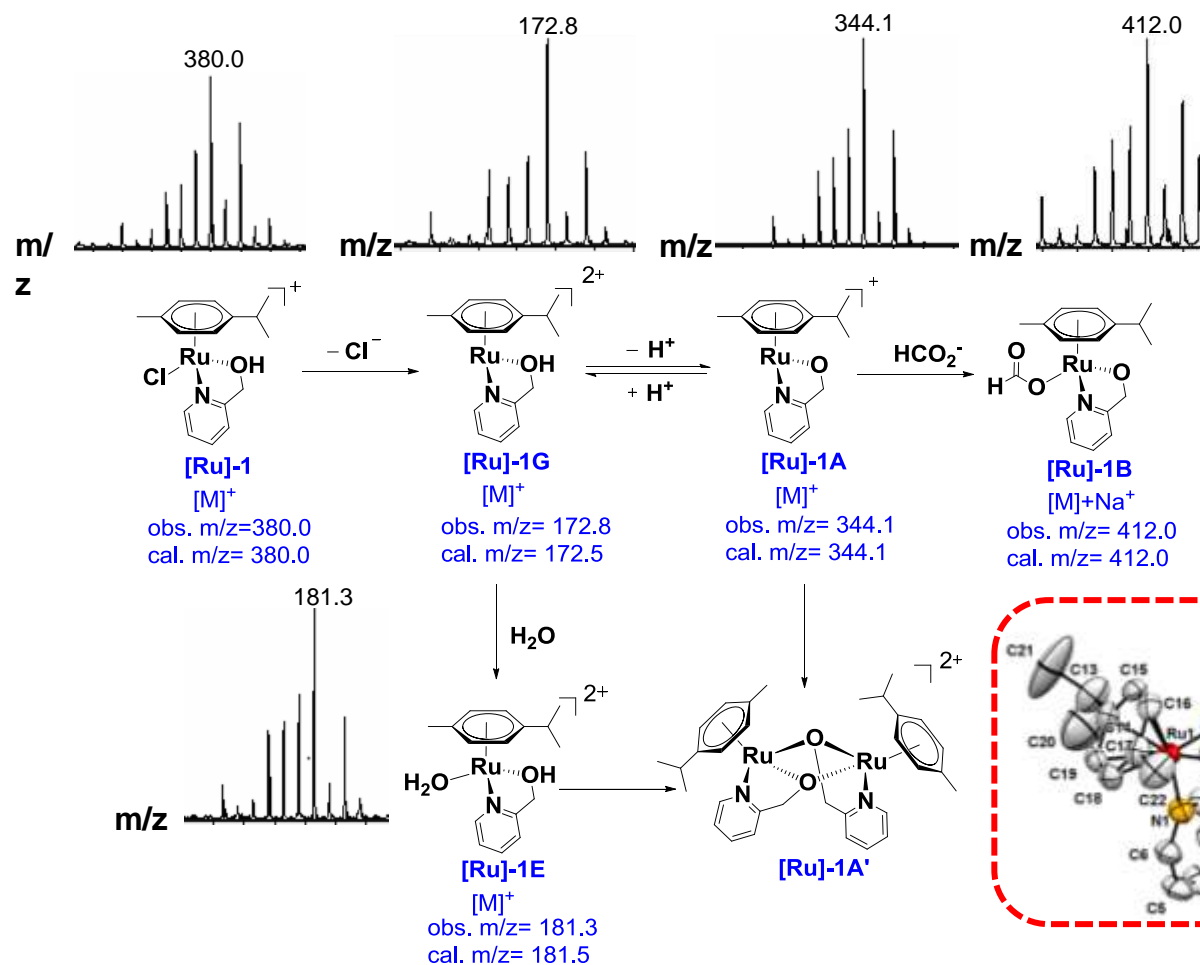 380.0
172.8
344.1
412.0
m/
z
m/z
m/z
m/z
+
Cl
Ru
OH
N
– Cl⁻
2+
Ru
OH
N
– H⁺
+ H⁺
+
Ru
O
N
HCO₂⁻
O
H
O
Ru
O
N
[Ru]-1
[M]⁺
obs. m/z=380.0
cal. m/z= 380.0
[Ru]-1G
[M]⁺
obs. m/z= 172.8
cal. m/z= 172.5
[Ru]-1A
[M]⁺
obs. m/z= 344.1
cal. m/z= 344.1
[Ru]-1B
[M]+Na⁺
obs. m/z= 412.0
cal. m/z= 412.0
181.3
m/z
H₂O
2+
H₂O
Ru
OH
N
[Ru]-1E
[M]⁺
obs. m/z= 181.3
cal. m/z= 181.5
2+
Ru
O
Ru
O
N
N
[Ru]-1A'
C21
C13
C15
C16
C20
C17
Ru1
C19
C18
C22
N1
C6
C5